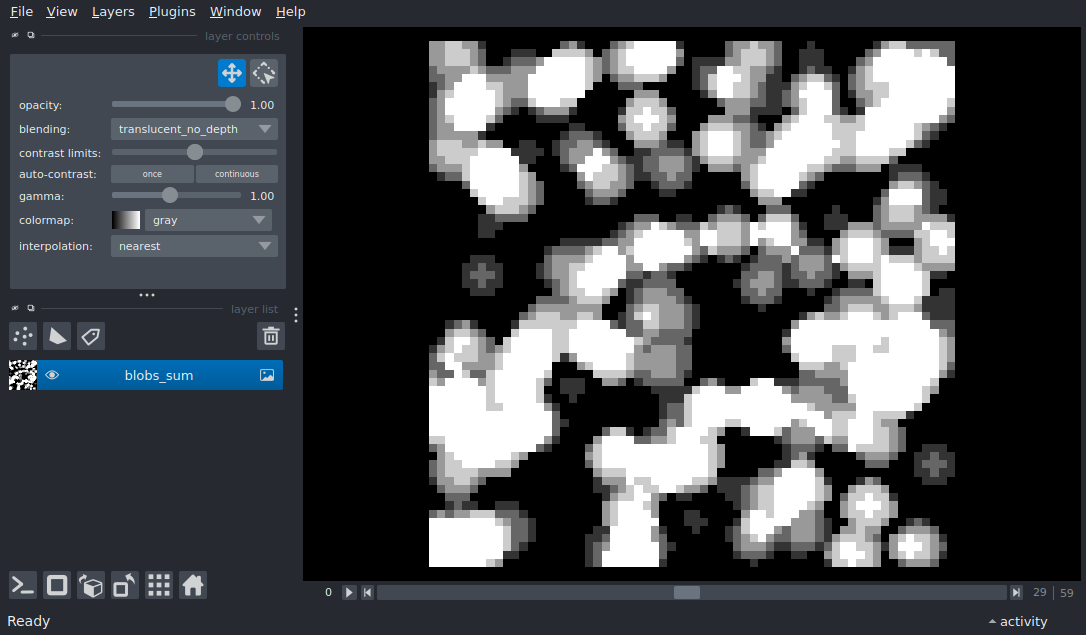 File View Layers Plugins Window Help
layer controls
opacity: 1.00
blending: translucent_no_depth
contrast limits:
auto-contrast: once continuous
gamma: 1.00
colormap: gray
interpolation: nearest
layer list
blobs_sum
0 29 59
Ready activity